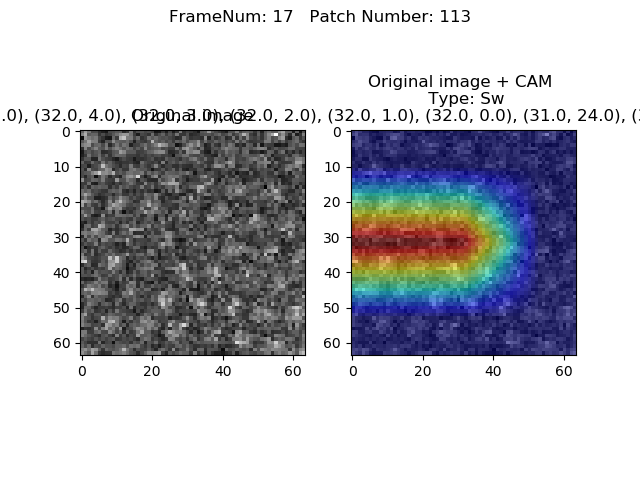 FrameNum: 17 Patch Number: 113
Original image + CAM
Type: Sw
.0), (32.0, 4.0), (32.0, 3.0), (32.0, 2.0), (32.0, 1.0), (32.0, 0.0), (31.0, 24.0), (3
Original image
0
10
20
30
40
50
60
0 20 40 60
0
10
20
30
40
50
60
0 20 40 60